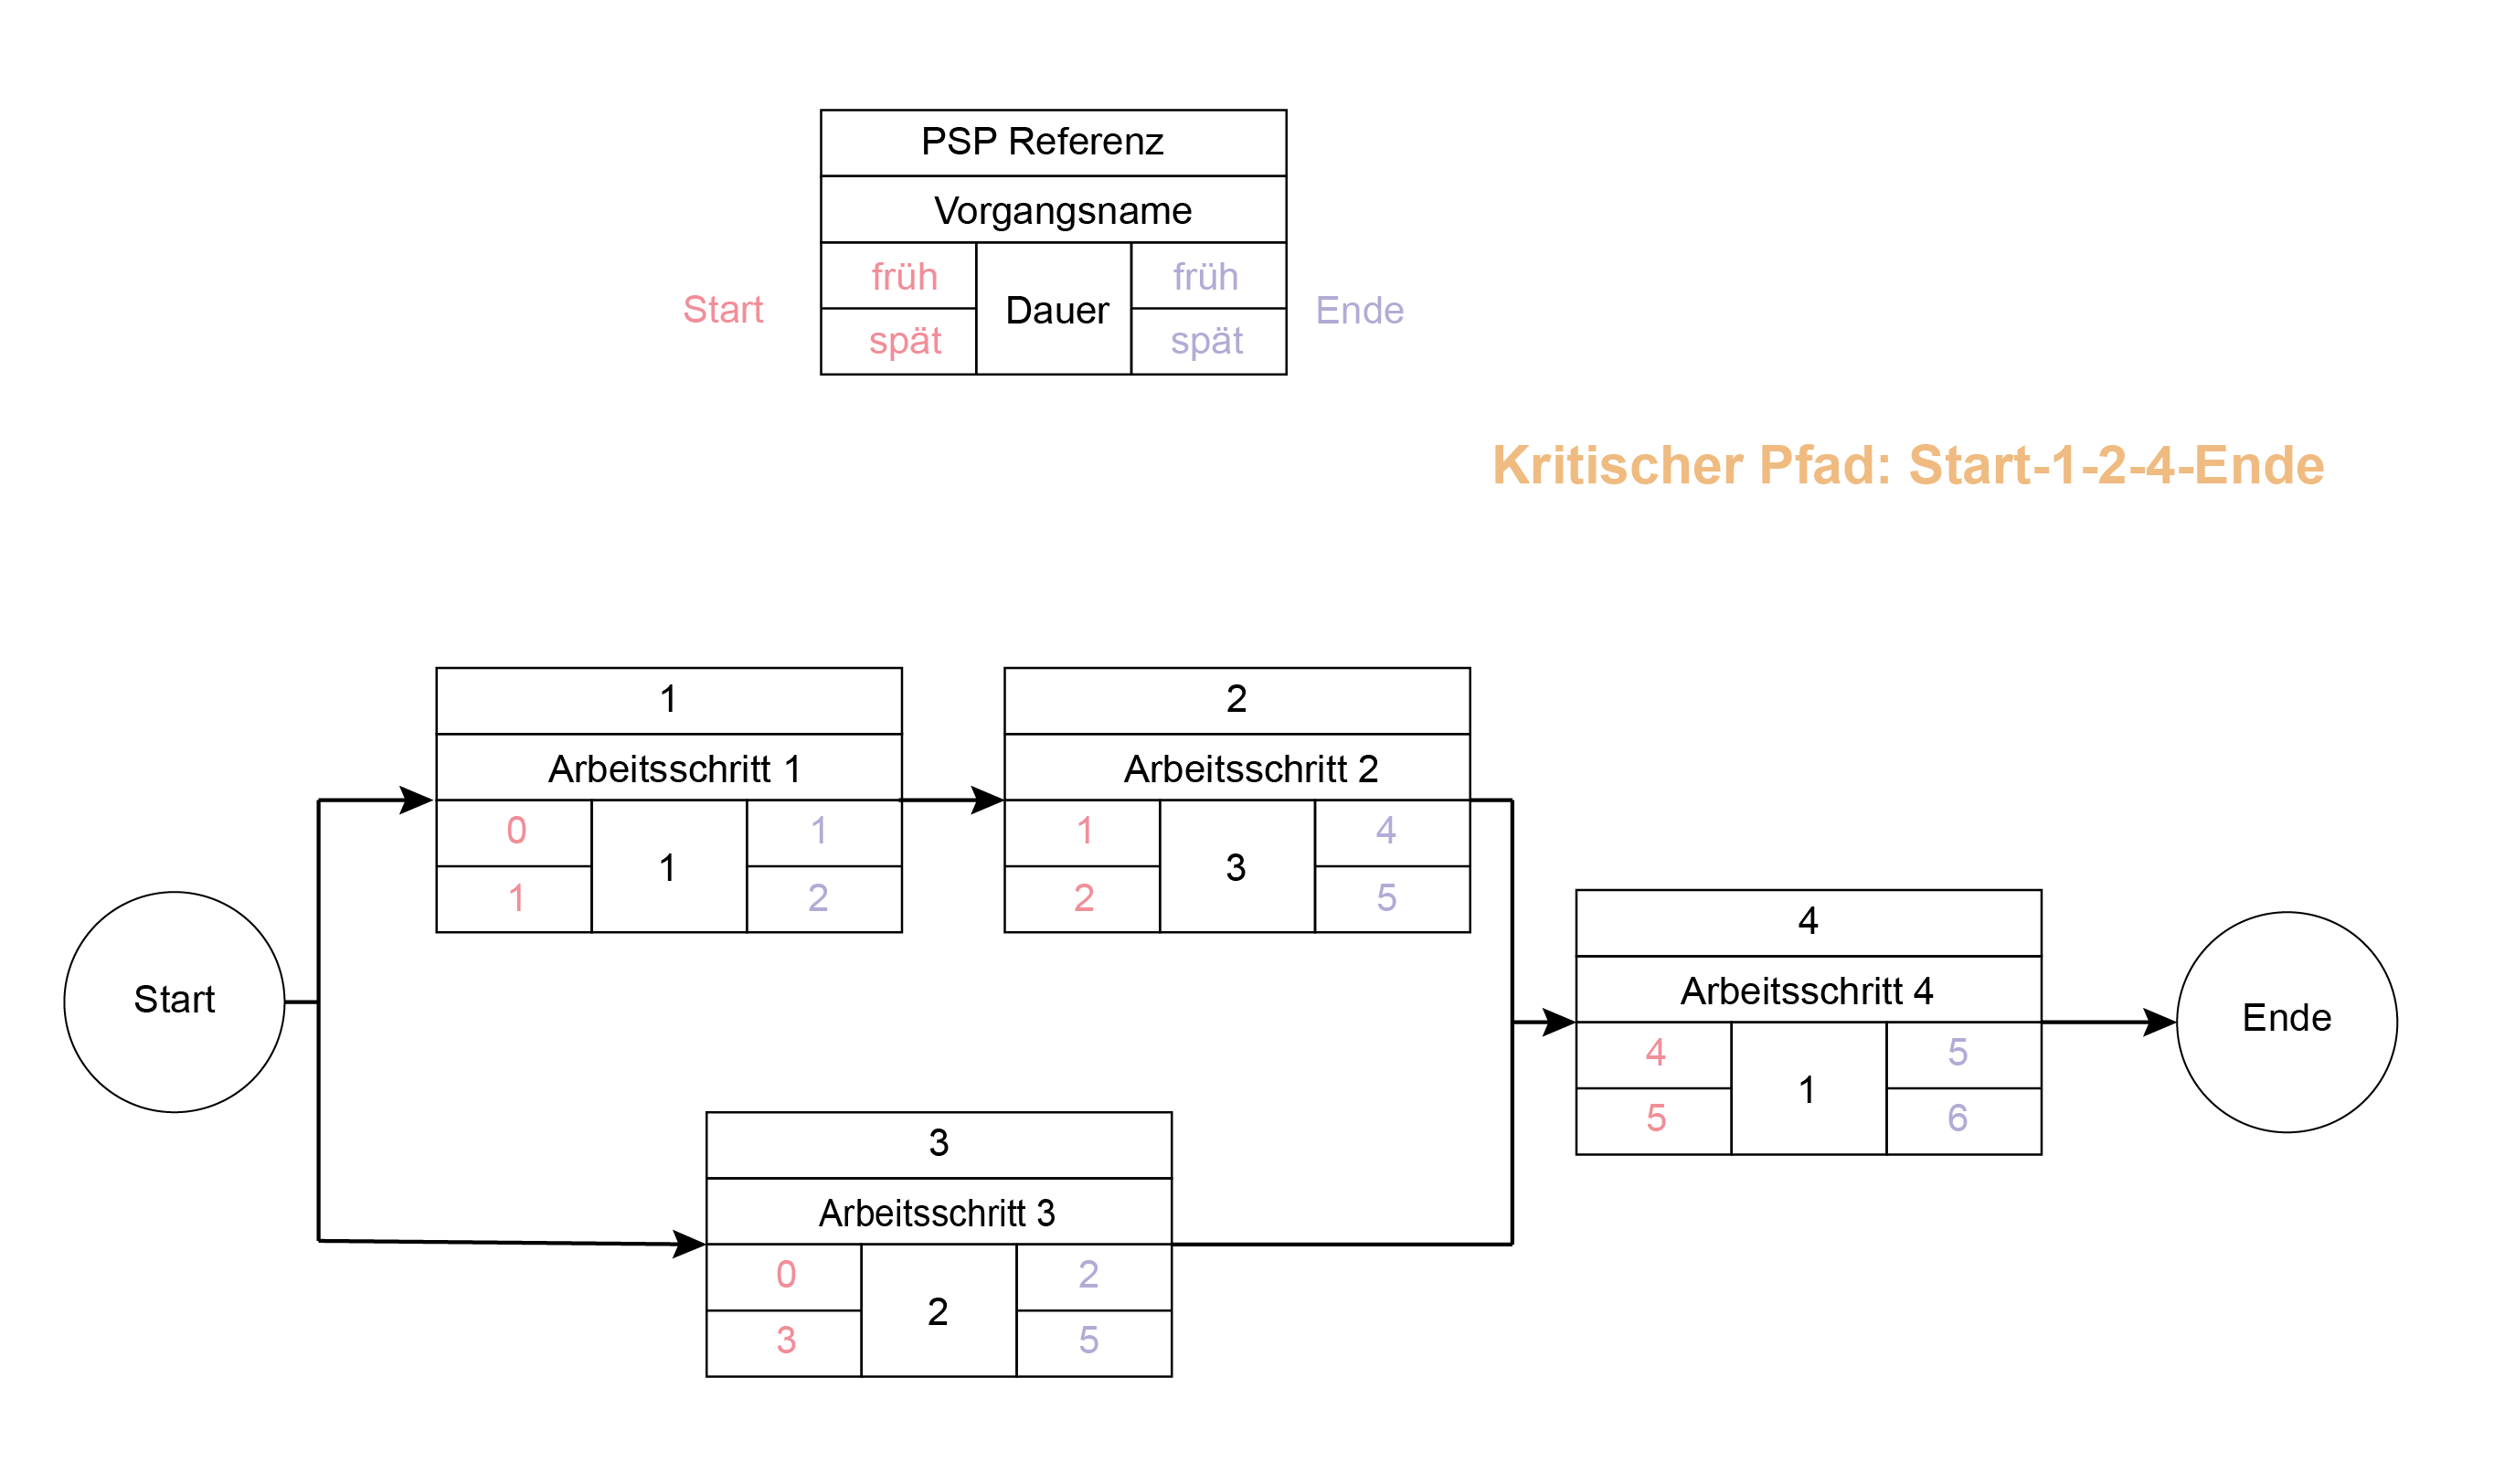 PSP Referenz
Vorgangsname
früh
früh
Start
Dauer
Ende
spät
spät
Kritischer Pfad: Start-1-2-4-Ende
1
Arbeitsschritt 1
0
1
1
1
2
2
Arbeitsschritt 2
1
4
3
2
5
Start
3
Arbeitsschritt 3
0
2
2
3
5
4
Arbeitsschritt 4
4
5
1
5
6
Ende